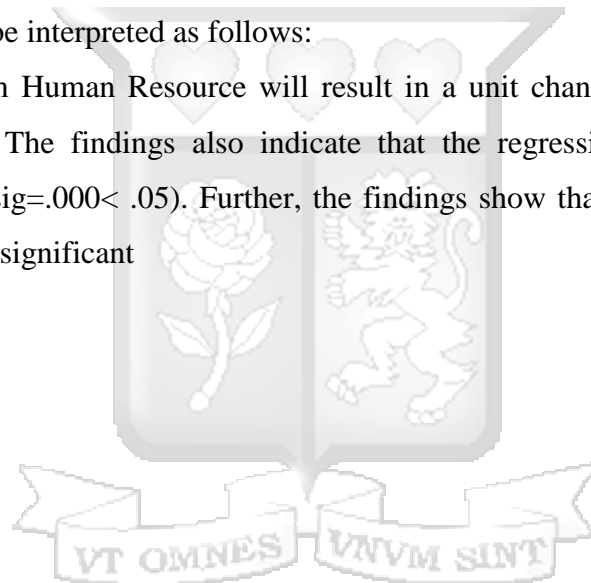 be interpreted as follows:
n Human Resource will result in a unit chan
The findings also indicate that the regressi
sig=.000< .05). Further, the findings show tha
significant
VT OMNES VNVM SINT